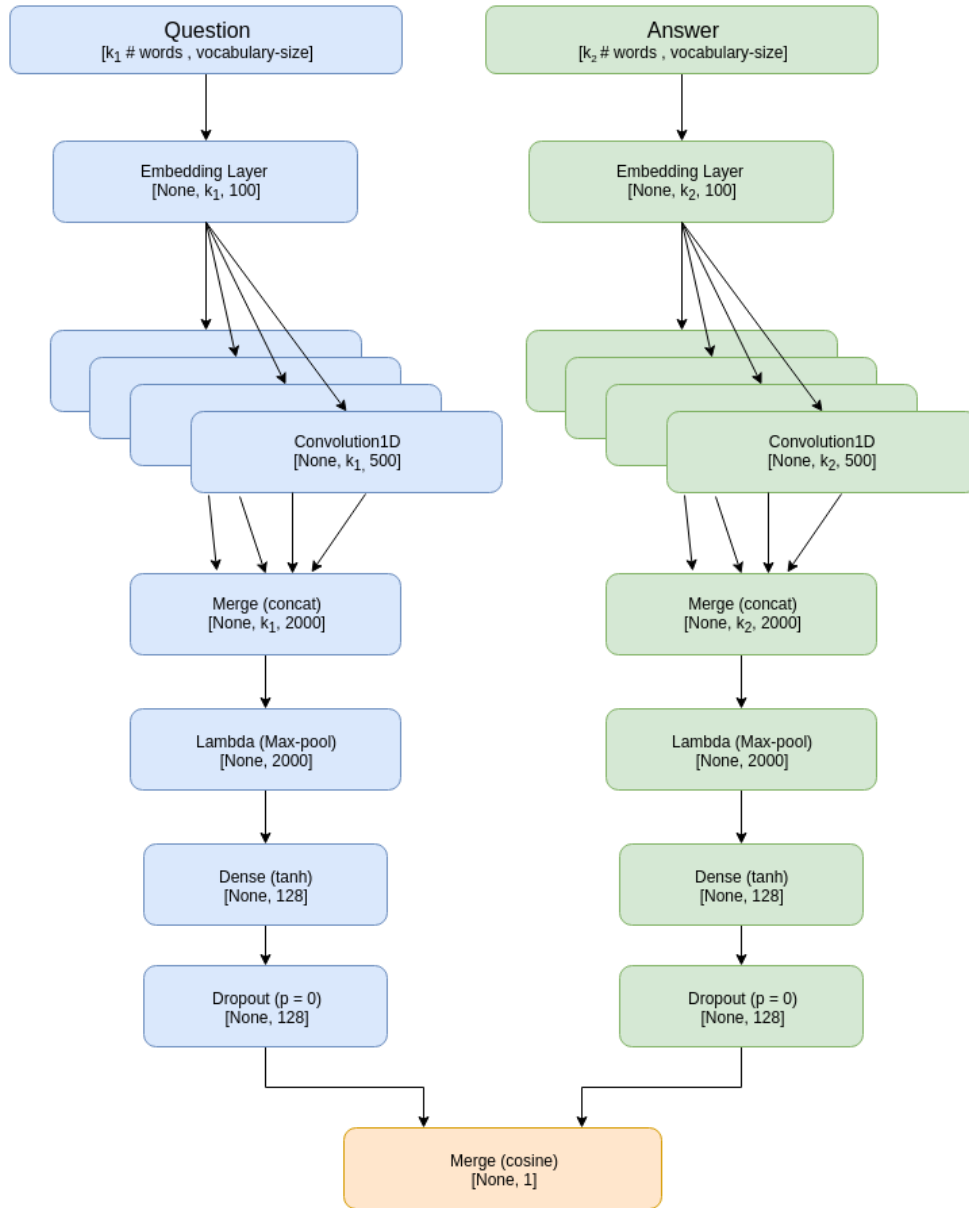 Question
[k₁ # words , vocabulary-size]
Embedding Layer
[None, k₁, 100]
Convolution1D
[None, k₁, 500]
Merge (concat)
[None, k₁, 2000]
Lambda (Max-pool)
[None, 2000]
Dense (tanh)
[None, 128]
Dropout (p = 0)
[None, 128]
Answer
[k₂ # words , vocabulary-size]
Embedding Layer
[None, k₂, 100]
Convolution1D
[None, k₂, 500]
Merge (concat)
[None, k₂, 2000]
Lambda (Max-pool)
[None, 2000]
Dense (tanh)
[None, 128]
Dropout (p = 0)
[None, 128]
Merge (cosine)
[None, 1]